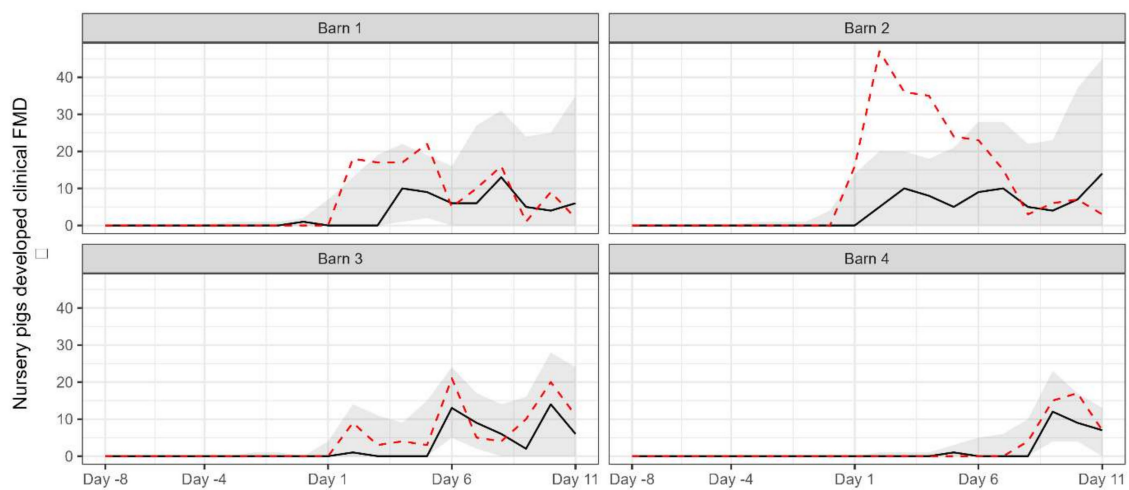 Barn 1
Barn 2
40
30
20
10
0
Barn 3
Barn 4
40
30
20
10
0
Day -8
Day -4
Day 1
Day 6
Day 11
Day -8
Day -4
Day 1
Day 6
Day 11
Nursery pigs developed clinical FMD
□